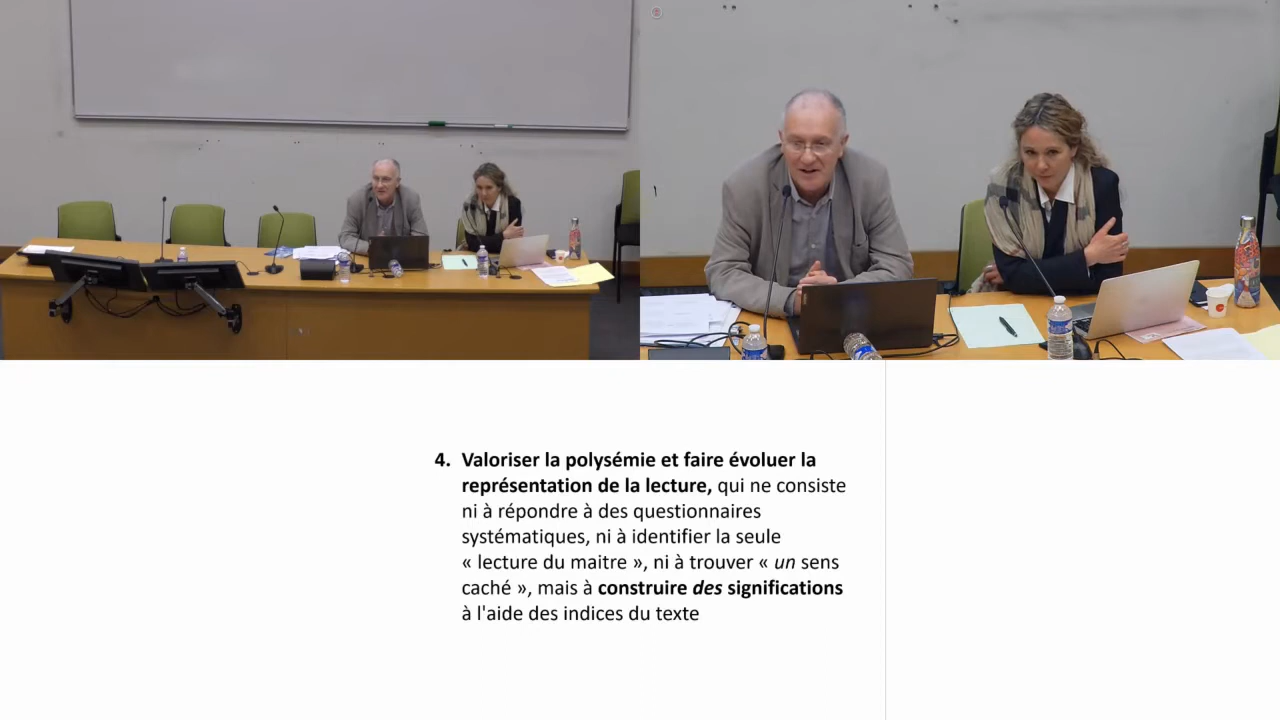 4. Valoriser la polysémie et faire évoluer la
représentation de la lecture, qui ne consiste
ni à répondre à des questionnaires
systématiques, ni à identifier la seule
« lecture du maitre », ni à trouver « un sens
caché », mais à construire des significations
à l'aide des indices du texte